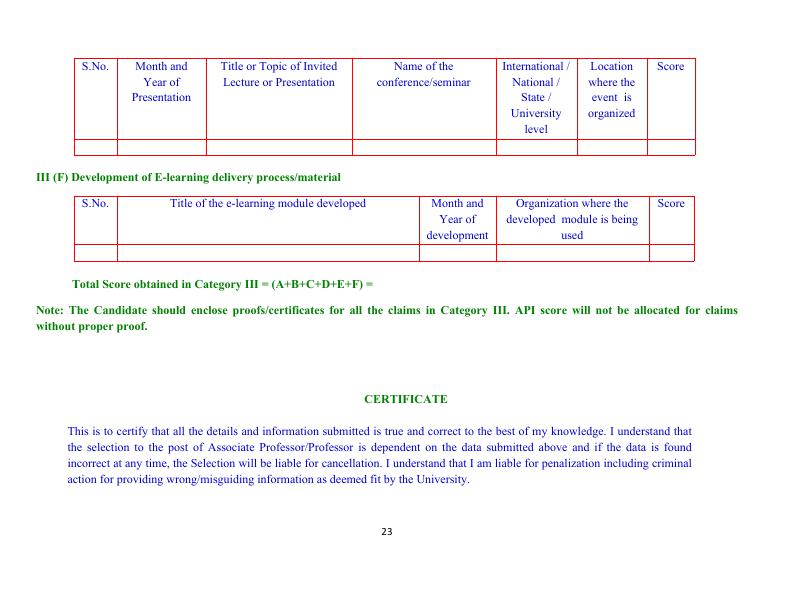 S.No. Month and Title or Topic of Invited Name of the International / Location Score
Year of Lecture or Presentation conference/seminar National / where the
Presentation State / event is
University organized
level
III (F) Development of E-learning delivery process/material
S.No. Title of the e-learning module developed Month and Organization where the Score
Year of developed module is being
development used
Total Score obtained in Category III = (A+B+C+D+E+F) =
Note: The Candidate should enclose proofs/certificates for all the claims in Category III. API score will not be allocated for claims
without proper proof.
CERTIFICATE
This is to certify that all the details and information submitted is true and correct to the best of my knowledge. I understand that
the selection to the post of Associate Professor/Professor is dependent on the data submitted above and if the data is found
incorrect at any time, the Selection will be liable for cancellation. I understand that I am liable for penalization including criminal
action for providing wrong/misguiding information as deemed fit by the University.
23